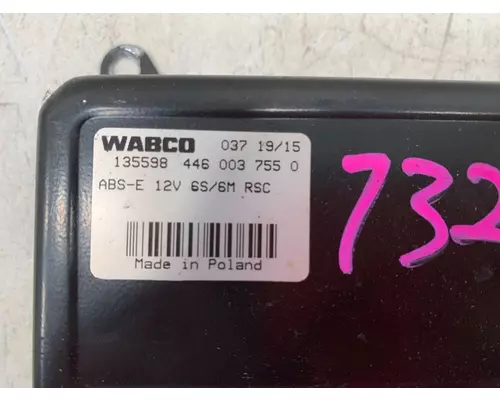 WABCO 037 19/15
135598 446 003 755 0
ABS-E 12V 6S/6M RSC
Made in Poland
732